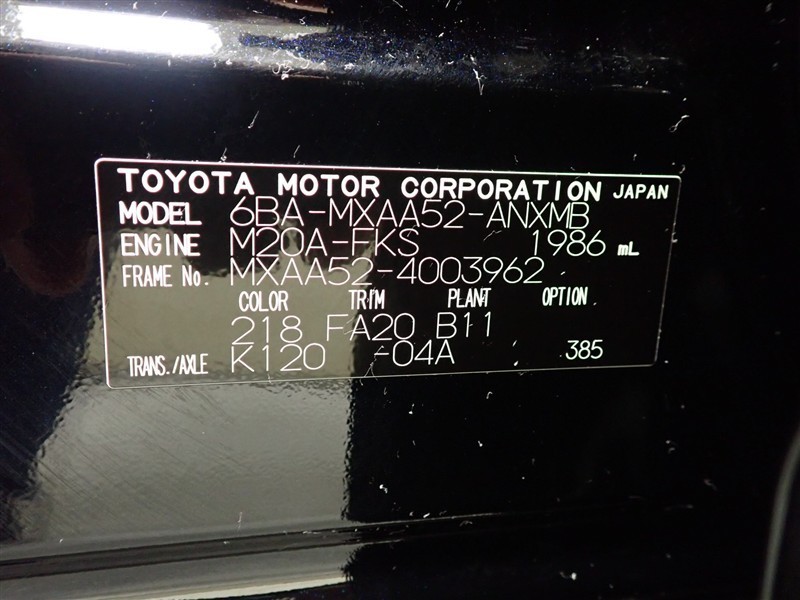 TOYOTA MOTOR CORPORATION JAPAN
MODEL 6BA-MXAA52-ANXMB
ENGINE M20A-FKS 1986 mL
FRAME No. MXAA52-4003962
COLOR TRIM PLANT OPTION
218 FA20 B11
TRANS./AXLE K120 -04A 385